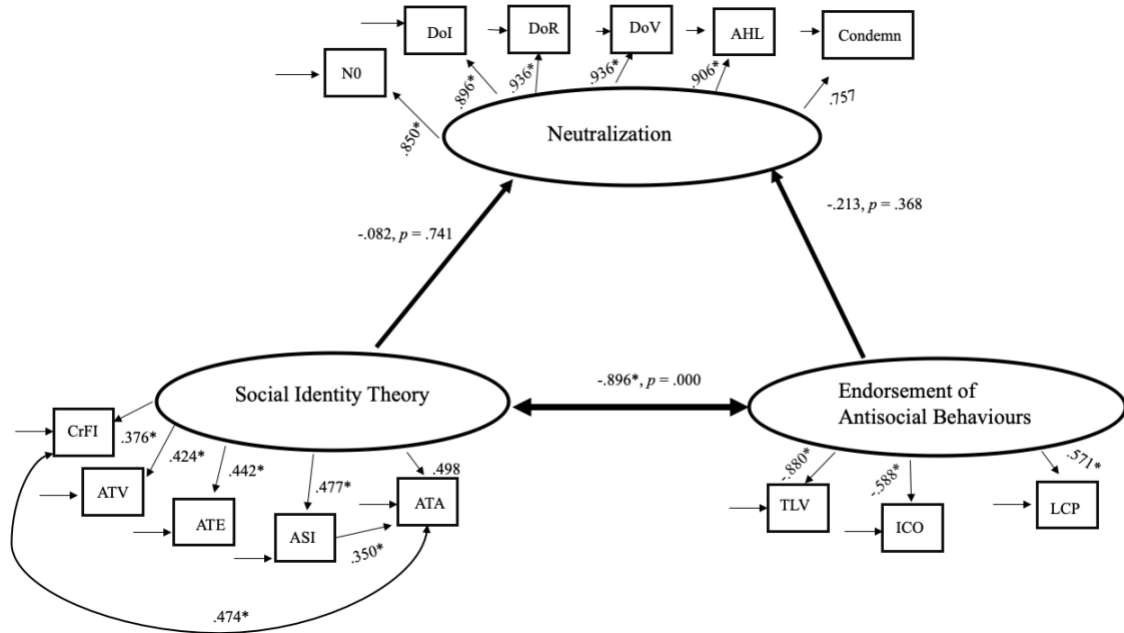 DoI
DoR
DoV
AHL
Condemn
N0
.896*
.936*
.936*
.906*
.757
.850*
Neutralization
-.082, p = .741
-.213, p = .368
-.896*, p = .000
Social Identity Theory
Endorsement of
Antisocial Behaviours
CrFI
.376*
.424*
.442*
.477*
.498
ATV
ATE
ASI
ATA
.350*
.474*
-.880*
-.588*
.571*
TLV
ICO
LCP